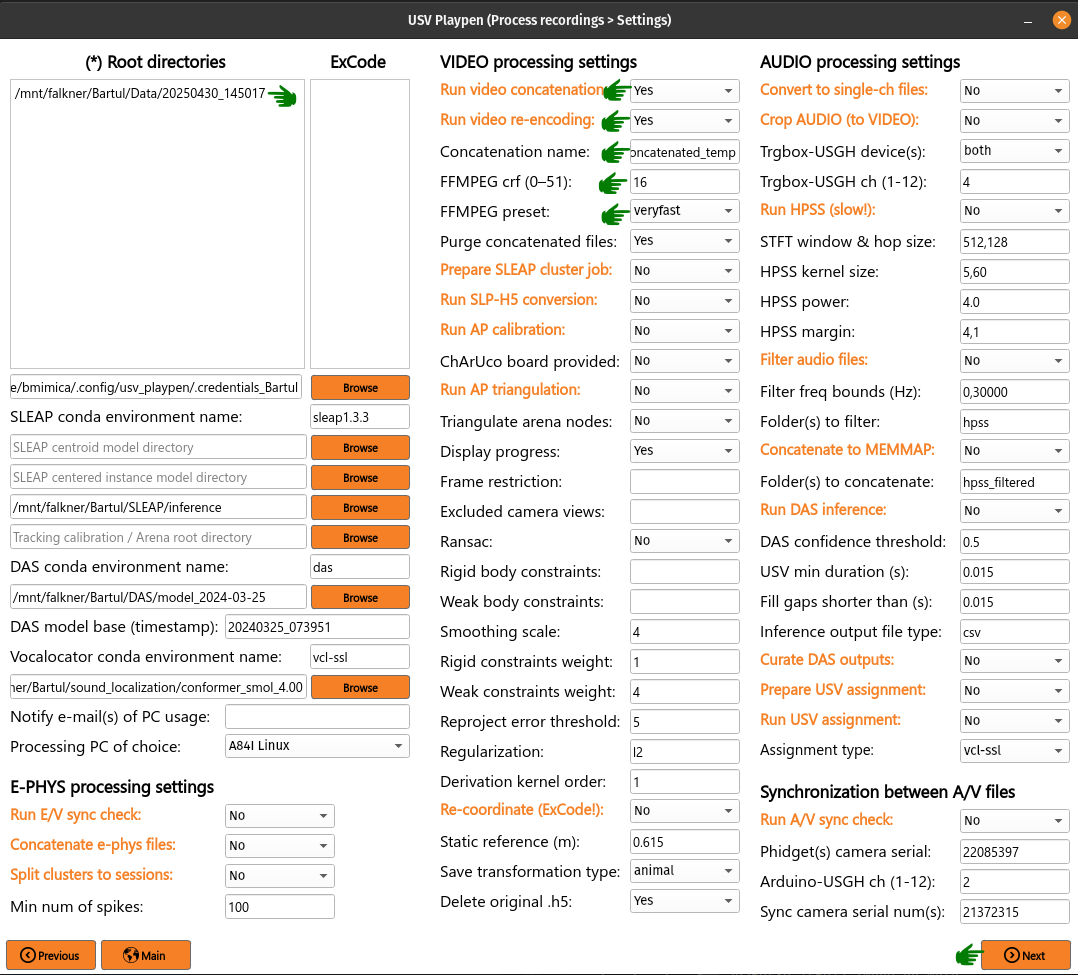 USV Playpen (Process recordings > Settings)
(*) Root directories
ExCode
/mnt/falkner/Bartul/Data/20250430_145017
e/bmimica/.config/usv_playpen/.credentials_Bartul
Browse
SLEAP conda environment name:
sleap1.3.3
SLEAP centroid model directory
Browse
SLEAP centered instance model directory
Browse
/mnt/falkner/Bartul/SLEAP/inference
Browse
Tracking calibration / Arena root directory
Browse
DAS conda environment name:
das
/mnt/falkner/Bartul/DAS/model_2024-03-25
Browse
DAS model base (timestamp):
20240325_073951
Vocalocator conda environment name:
vcl-ssl
ner/Bartul/sound_localization/conformer_smol_4.00
Browse
Notify e-mail(s) of PC usage:
Processing PC of choice:
A84I Linux
E-PHYS processing settings
Run E/V sync check:
No
Concatenate e-phys files:
No
Split clusters to sessions:
No
Min num of spikes:
100
VIDEO processing settings
Run video concatenation
Yes
Run video re-encoding:
Yes
Concatenation name:
oncatenated_temp
FFMPEG crf (0–51):
16
FFMPEG preset:
veryfast
Purge concatenated files:
Yes
Prepare SLEAP cluster job:
No
Run SLP-H5 conversion:
No
Run AP calibration:
No
ChArUco board provided:
No
Run AP triangulation:
No
Triangulate arena nodes:
No
Display progress:
Yes
Frame restriction:
Excluded camera views:
Ransac:
No
Rigid body constraints:
Weak body constraints:
Smoothing scale:
4
Rigid constraints weight:
1
Weak constraints weight:
4
Reproject error threshold:
5
Regularization:
l2
Derivation kernel order:
1
Re-coordinate (ExCode!):
No
Static reference (m):
0.615
Save transformation type:
animal
Delete original .h5:
Yes
AUDIO processing settings
Convert to single-ch files:
No
Crop AUDIO (to VIDEO):
No
Trgbox-USGH device(s):
both
Trgbox-USGH ch (1-12):
4
Run HPSS (slow!):
No
STFT window & hop size:
512,128
HPSS kernel size:
5,60
HPSS power:
4.0
HPSS margin:
4,1
Filter audio files:
No
Filter freq bounds (Hz):
0,30000
Folder(s) to filter:
hpss
Concatenate to MEMMAP:
No
Folder(s) to concatenate:
hpss_filtered
Run DAS inference:
No
DAS confidence threshold:
0.5
USV min duration (s):
0.015
Fill gaps shorter than (s):
0.015
Inference output file type:
csv
Curate DAS outputs:
No
Prepare USV assignment:
No
Run USV assignment:
No
Assignment type:
vcl-ssl
Synchronization between A/V files
Run A/V sync check:
No
Phidget(s) camera serial:
22085397
Arduino-USGH ch (1-12):
2
Sync camera serial num(s):
21372315
Previous
Main
Next